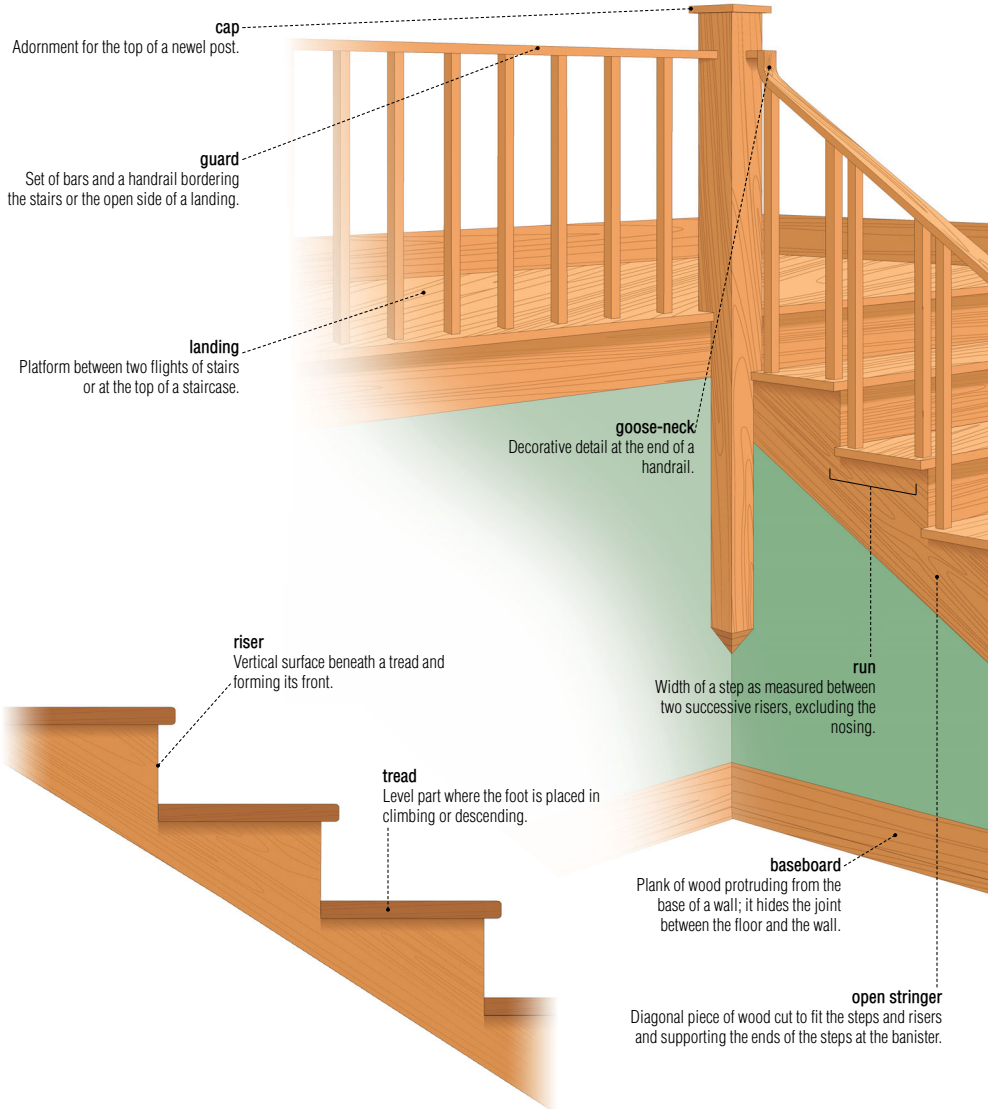 cap
Adornment for the top of a newel post.
guard
Set of bars and a handrail bordering
the stairs or the open side of a landing.
landing
Platform between two flights of stairs
or at the top of a staircase.
goose-neck
Decorative detail at the end of a
handrail.
riser
Vertical surface beneath a tread and
forming its front.
run
Width of a step as measured between
two successive risers, excluding the
nosing.
tread
Level part where the foot is placed in
climbing or descending.
baseboard
Plank of wood protruding from the
base of a wall; it hides the joint
between the floor and the wall.
open stringer
Diagonal piece of wood cut to fit the steps and risers
and supporting the ends of the steps at the banister.